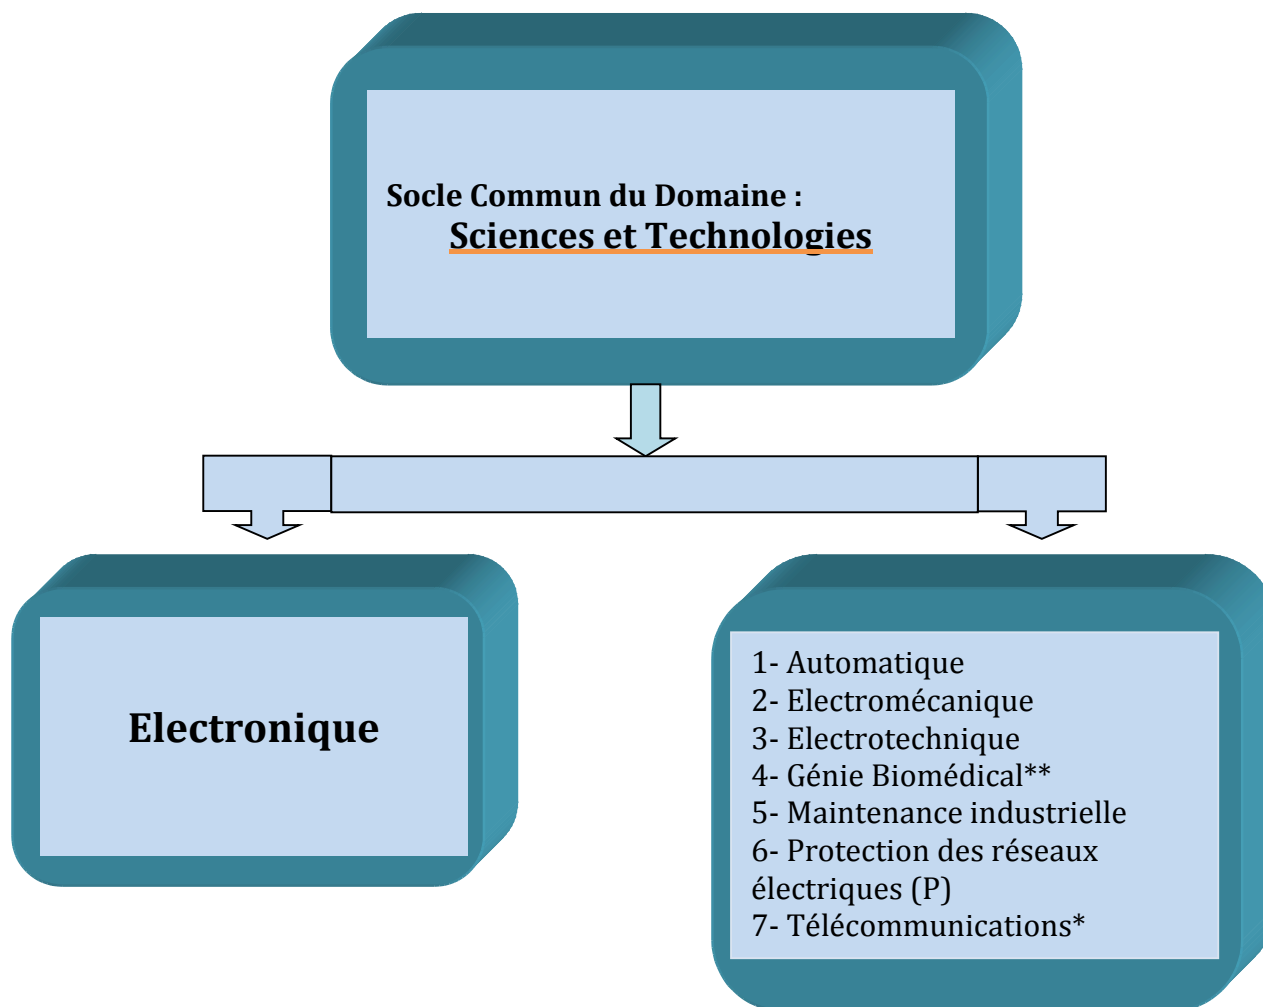 Socle Commun du Domaine :
Sciences et Technologies
Electronique
1- Automatique
2- Electromécanique
3- Electrotechnique
4- Génie Biomédical**
5- Maintenance industrielle
6- Protection des réseaux
électriques (P)
7- Télécommunications*